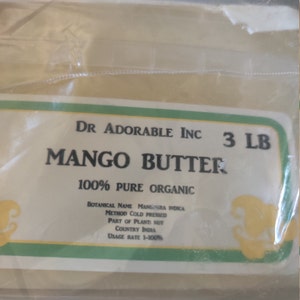 Dr Adorable Inc
3 LB
Mango Butter
100% Pure Organic
Botanical Name Mangifera indica
Method Cold pressed
Part of Plant: nut
Country India
Usage rate 1-100%